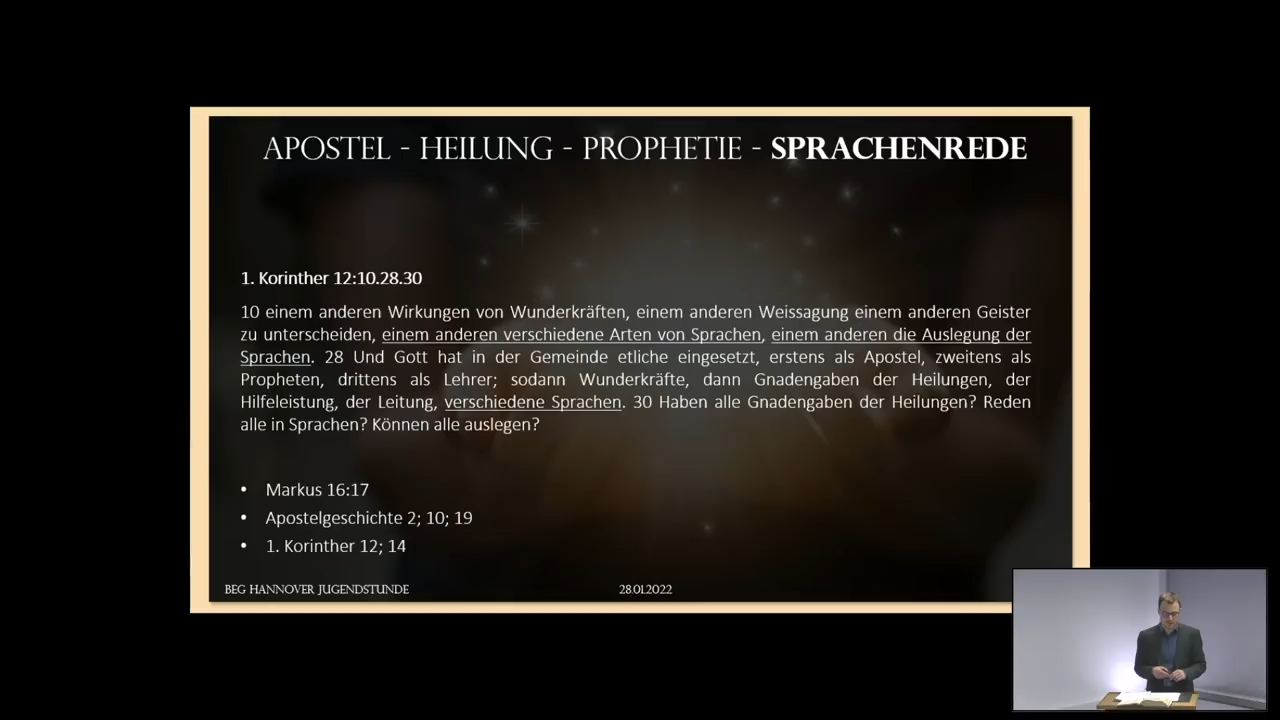 APOSTEL - HEILUNG - PROPHETIE - SPRACHENREDE
1. Korinther 12:10.28.30
10 einem anderen Wirkungen von Wunderkräften, einem anderen Weissagung einem anderen Geister
zu unterscheiden, einem anderen verschiedene Arten von Sprachen, einem anderen die Auslegung der
Sprachen. 28 Und Gott hat in der Gemeinde etliche eingesetzt, erstens als Apostel, zweitens als
Propheten, drittens als Lehrer; sodann Wunderkräfte, dann Gnadengaben der Heilungen, der
Hilfeleistung, der Leitung, verschiedene Sprachen. 30 Haben alle Gnadengaben der Heilungen? Reden
alle in Sprachen? Können alle auslegen?
• Markus 16:17
• Apostelgeschichte 2; 10; 19
• 1. Korinther 12; 14
BEG HANNOVER JUGENDSTUNDE
28.01.2022